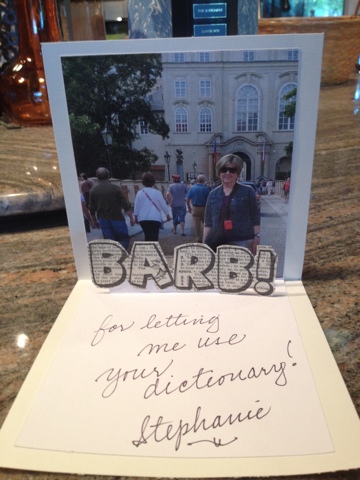 BARB!
for letting
me use
your
dictionary!
Stephanie